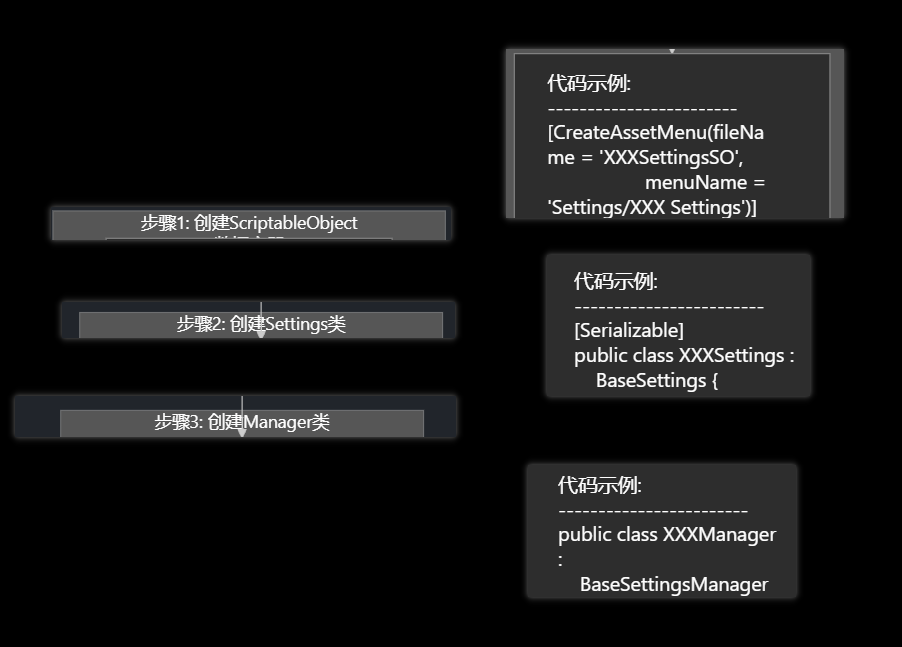 步骤1: 创建ScriptableObject
步骤2: 创建Settings类
步骤3: 创建Manager类
代码示例:
------------------------
[CreateAssetMenu(fileNa
me = 'XXXSettingsSO',
menuName =
'Settings/XXX Settings')]
代码示例:
------------------------
[Serializable]
public class XXXSettings :
BaseSettings {
代码示例:
------------------------
public class XXXManager
:
BaseSettingsManager